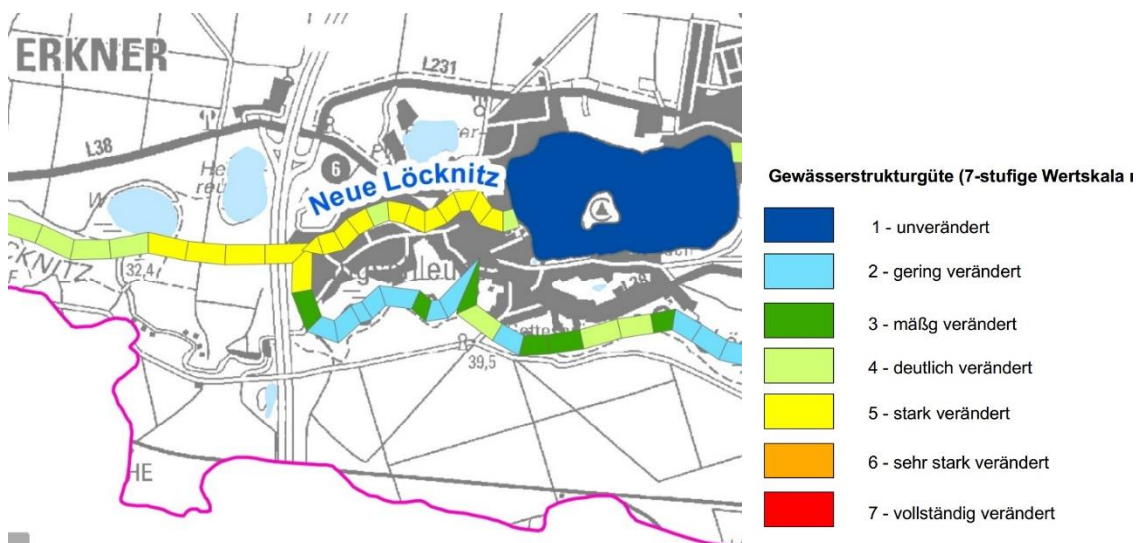 ERKNER
L231
L38
6
Neue Löcknitz
32,4
39,5
HE
Gewässerstrukturgüte (7-stufige Wertskala
1 - unverändert
2 - gering verändert
3 - mäßg verändert
4 - deutlich verändert
5 - stark verändert
6 - sehr stark verändert
7 - vollständig verändert